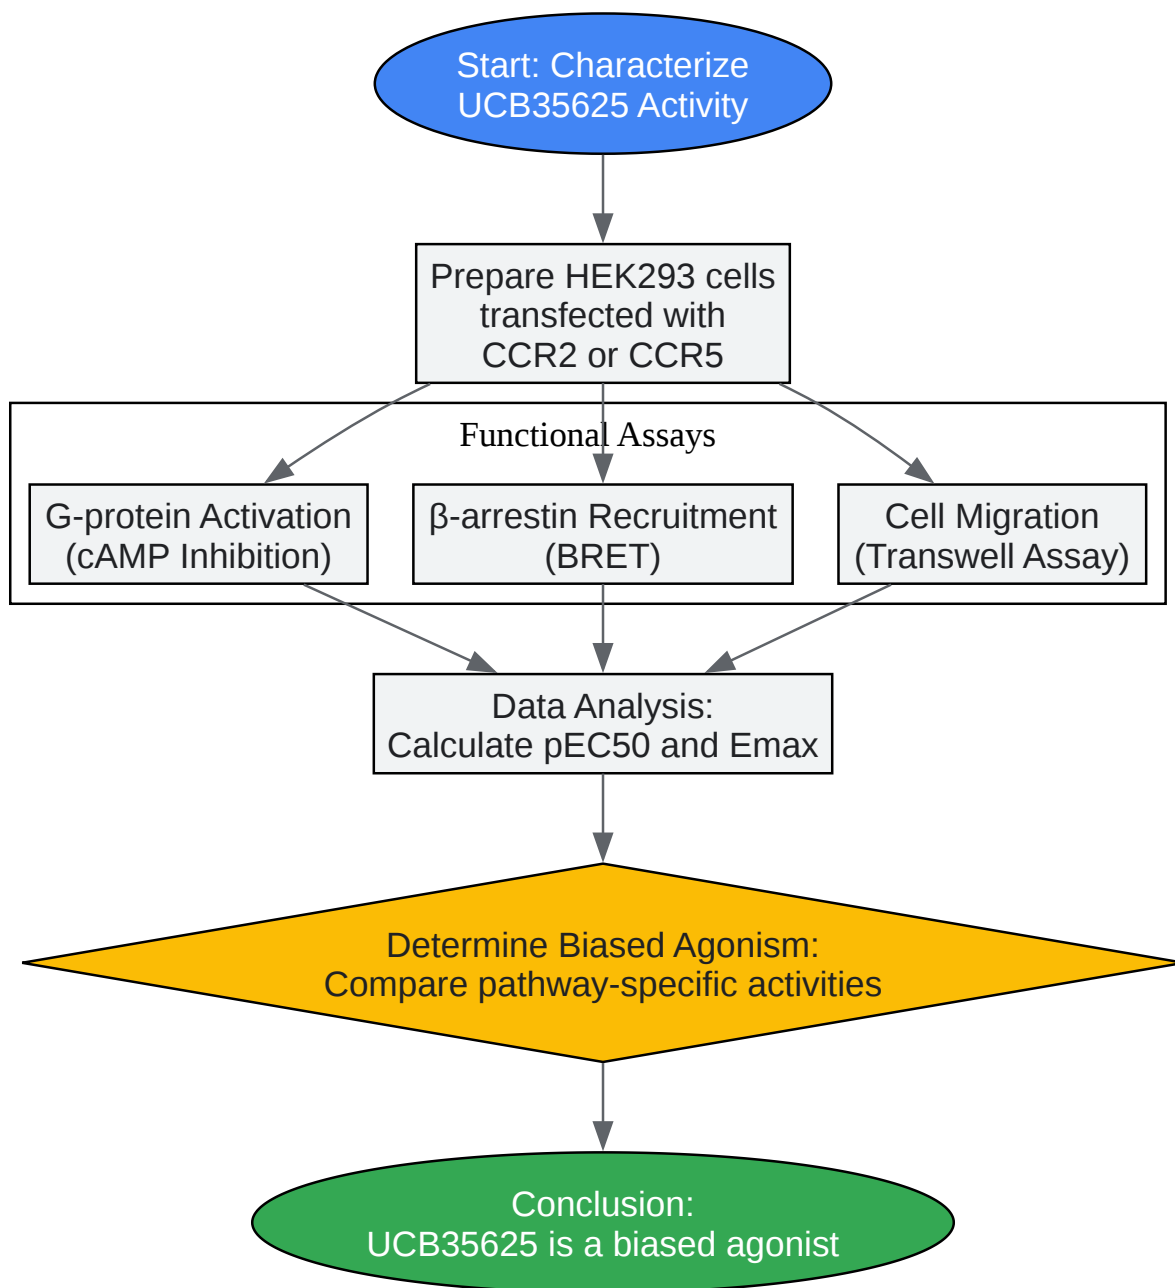 Start: Characterize
UCB35625 Activity
Prepare HEK293 cells
transfected with
CCR2 or CCR5
Functional Assays
G-protein Activation
(cAMP Inhibition)
β-arrestin Recruitment
(BRET)
Cell Migration
(Transwell Assay)
Data Analysis:
Calculate pEC50 and Emax
Determine Biased Agonism:
Compare pathway-specific activities
Conclusion:
UCB35625 is a biased agonist